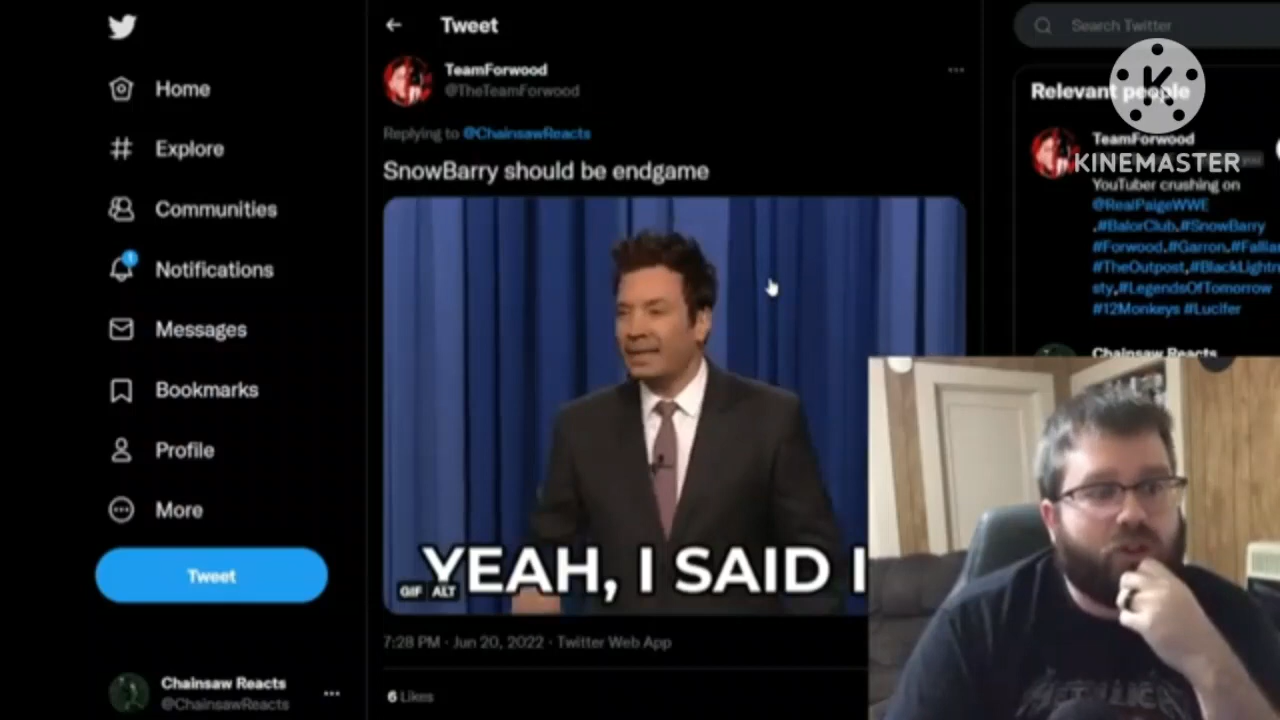 Home
Explore
Communities
1
Notifications
Messages
Bookmarks
Profile
More
Tweet
Chainsaw Reacts
@ChainsawReacts
Tweet
TeamForwood
@TheTeamForwood
Replying to @ChainsawReacts
SnowBarry should be endgame
YEAH, I SAID I
GIF ALT
7:28 PM · Jun 20, 2022 · Twitter Web App
6 Likes
Search Twitter
Relevant people
TeamForwood
KINEMASTER
YouTuber crushing on
@RealPaigeWWE
,#BalorClub,#SnowBarry
#Forwood,#Garron,#Fallia
#TheOutpost,#BlackLightn
sty,#LegendsOfTomorrow
#12Monkeys #Lucifer
Chainsaw Reacts
METALLICA